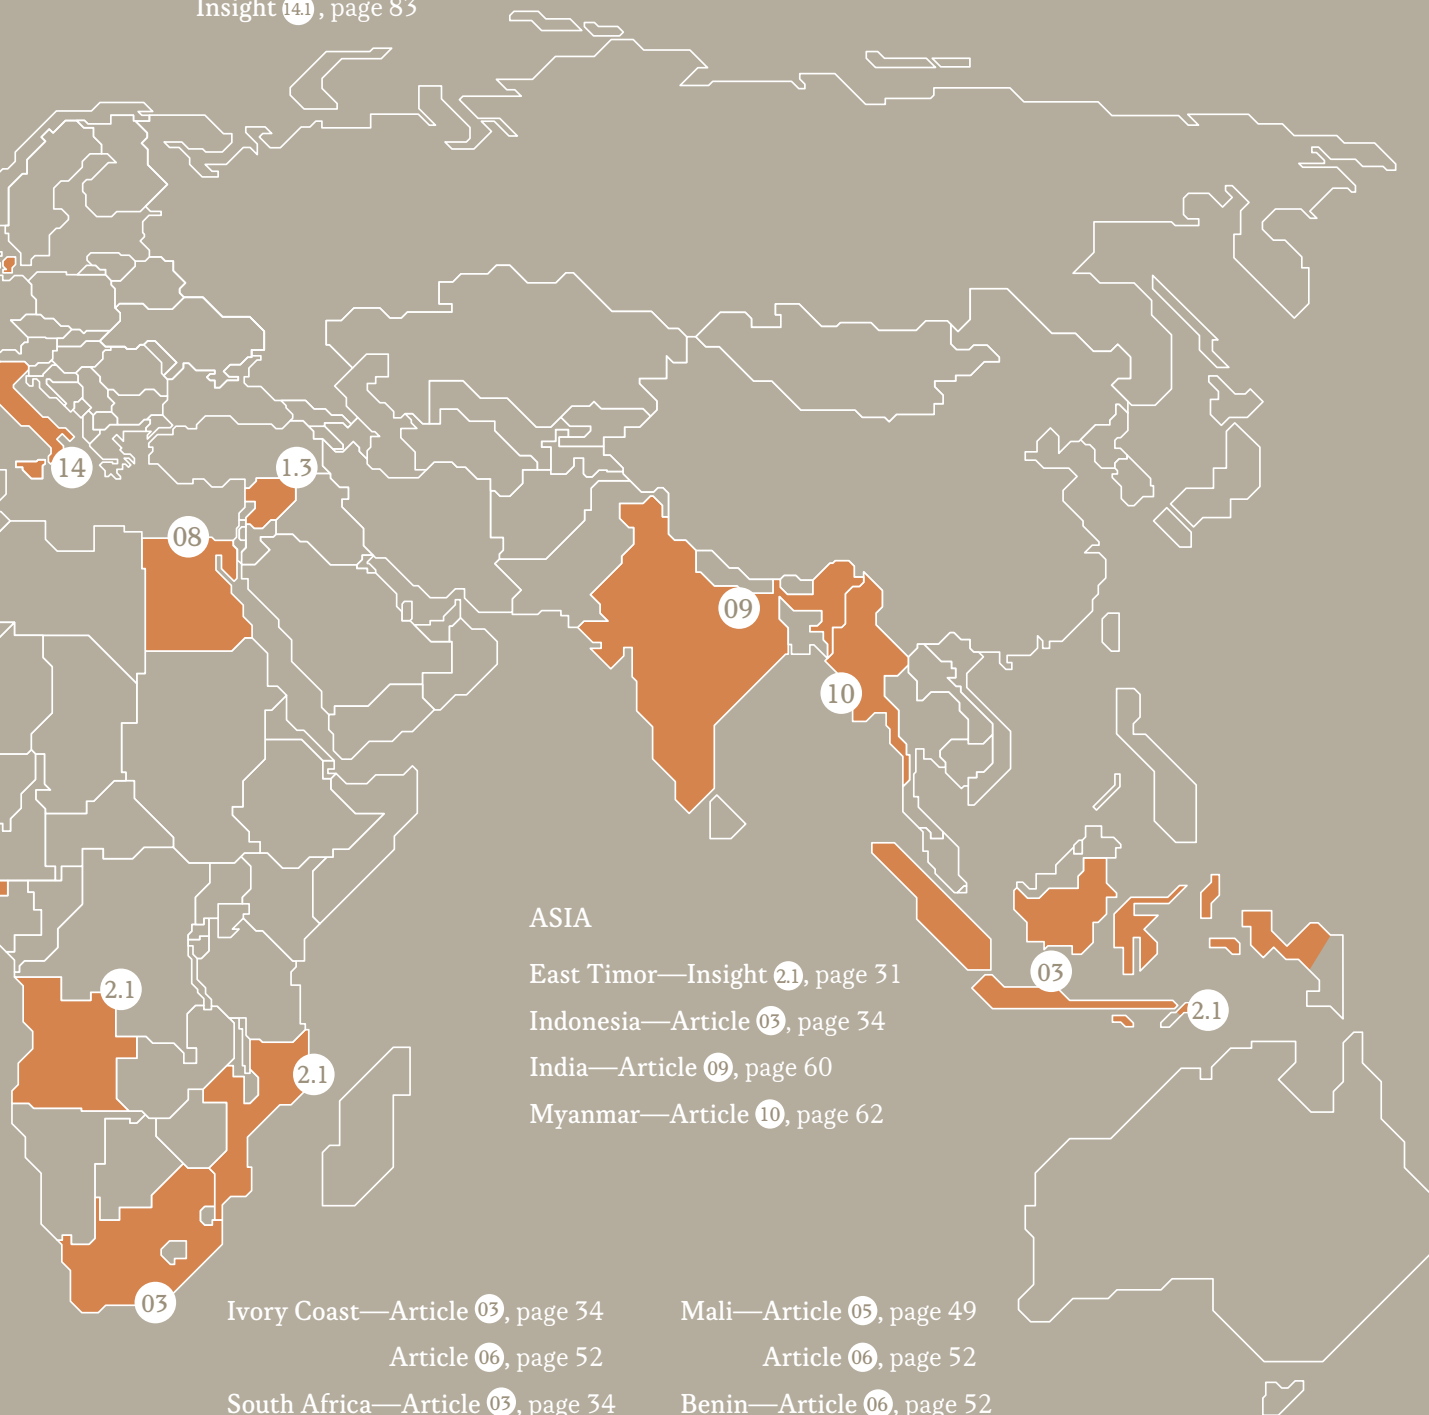 Insight 14.1, page 83
14
1.3
08
09
10
ASIA
East Timor—Insight 2.1, page 31
Indonesia—Article 03, page 34
India—Article 09, page 60
Myanmar—Article 10, page 62
03
2.1
2.1
2.1
03
Ivory Coast—Article 03, page 34
Article 06, page 52
South Africa—Article 03, page 34
Mali—Article 05, page 49
Article 06, page 52
Benin—Article 06, page 52